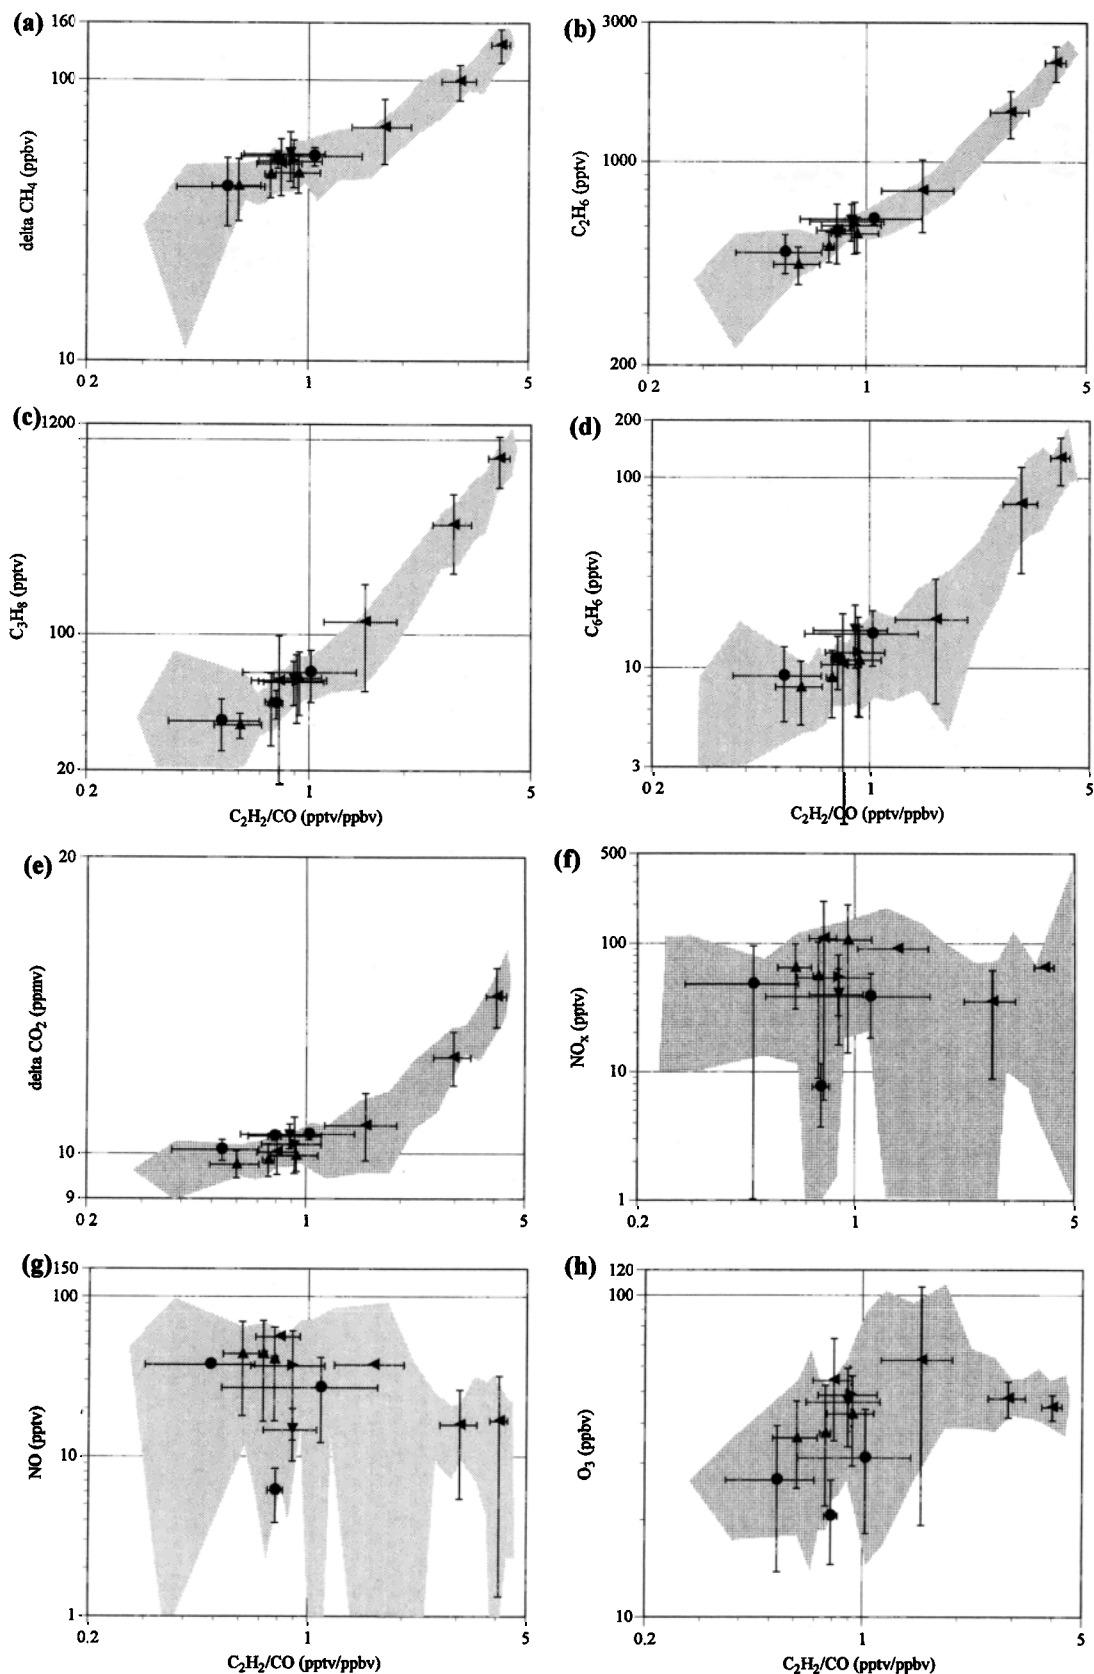 (a)
160
100
delta CH4 (ppbv)
10
0 2
1
5
(b)
3000
1000
C2H6 (pptv)
200
0 2
1
5
(c)
1200
100
C3H8 (pptv)
20
0 2
1
5
C2H2/CO (pptv/ppbv)
(d)
200
100
C6H6 (pptv)
10
3
0 2
1
5
C2H2/CO (pptv/ppbv)
(e)
20
delta CO2 (ppmv)
10
9
0 2
1
5
(f)
500
100
NOx (pptv)
10
1
0.2
1
5
(g)
150
100
NO (pptv)
10
1
0.2
1
5
C2H2/CO (pptv/ppbv)
(h)
120
100
O3 (ppbv)
10
0.2
1
5
C2H2/CO (pptv/ppbv)